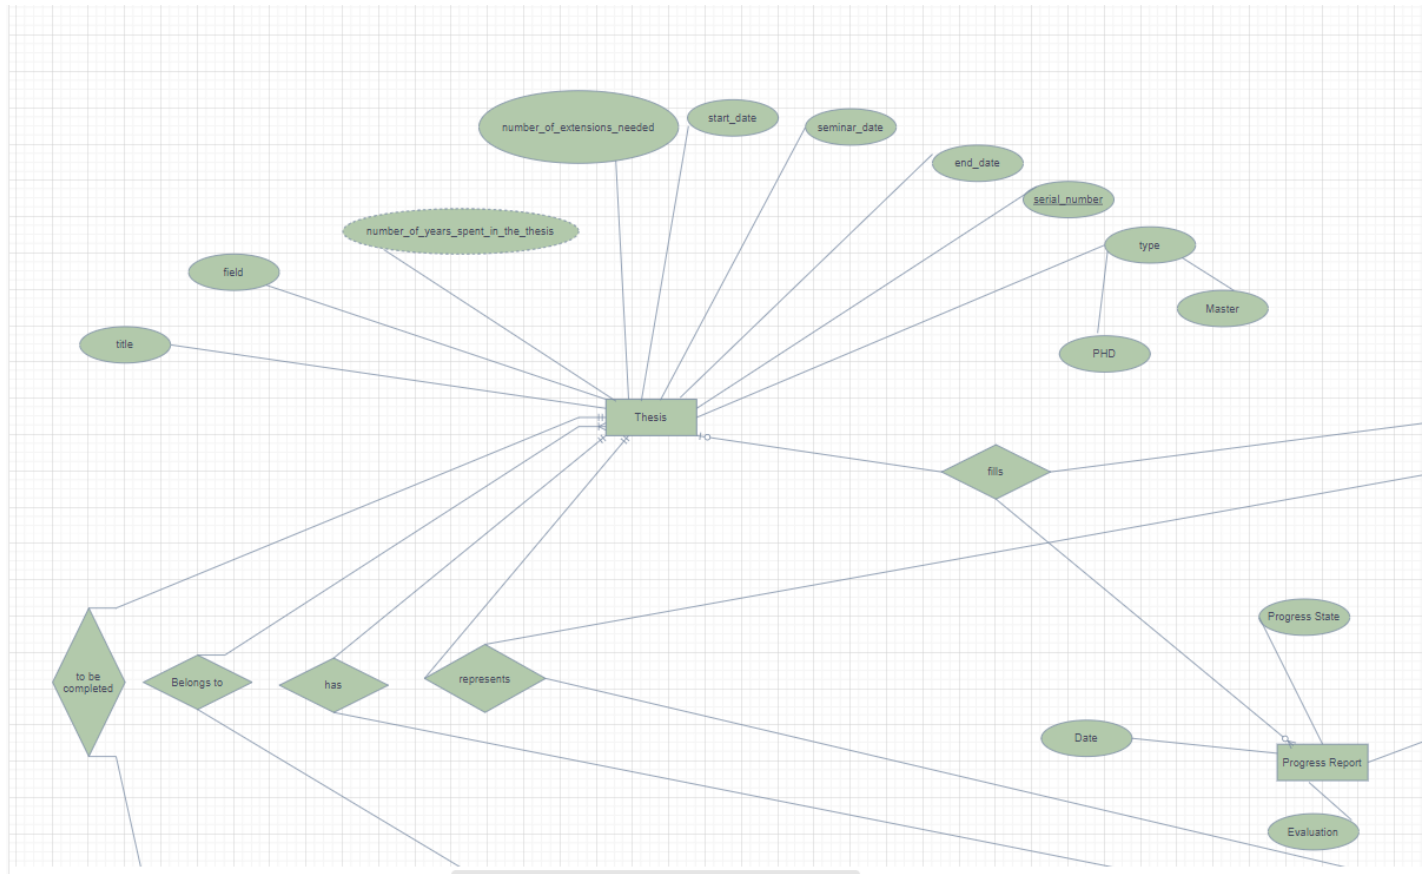 number_of_extensions_needed
start_date
seminar_date
end_date
serial_number
number_of_years_spent_in_the_thesis
type
field
Master
title
PHD
Thesis
fills
Progress State
to be
completed
Belongs to
has
represents
Date
Progress Report
Evaluation